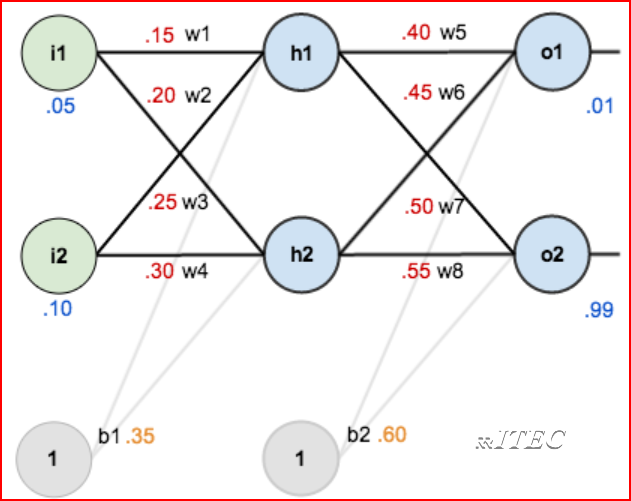 i1 .15 w1 h1 .40 w5 o1
.20 w2 .45 w6
.05 .01
.25 w3 .50 w7
i2 .30 w4 h2 .55 w8 o2
.10 .99
b1 .35 b2 .60
1 1 ITEC